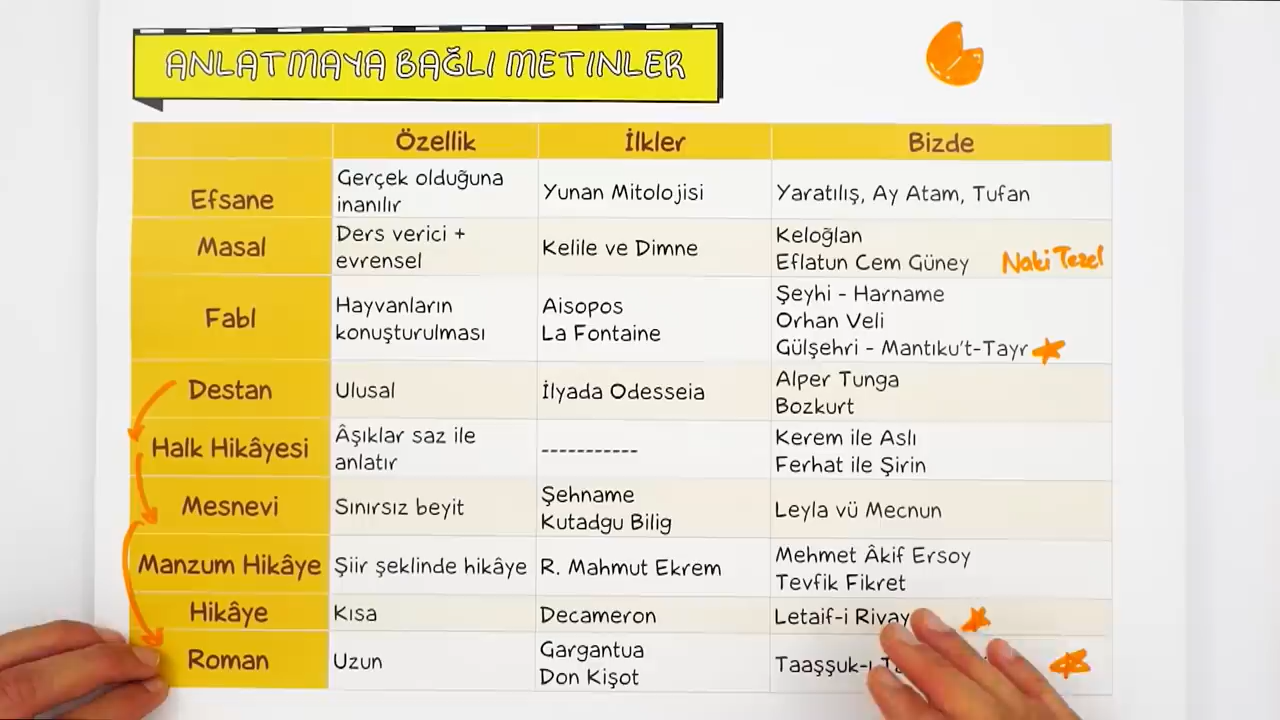 ANLATMAYA BAĞLI METINLER
Özellik İlkler Bizde
Efsane
Gerçek olduğuna
inanılır
Yunan Mitolojisi
Yaratılış, Ay Atam, Tufan
Masal
Ders verici +
evrensel
Kelile ve Dimne
Keloğlan
Eflatun Cem Güney
Naki Tezel
Fabl
Hayvanların
konuşturulması
Aisopos
La Fontaine
Şeyhi - Harname
Orhan Veli
Gülşehri - Mantıku't-Tayr
Destan
Ulusal
İlyada Odesseia
Alper Tunga
Bozkurt
Halk Hikâyesi
Âşıklar saz ile
anlatır
-----------
Kerem ile Aslı
Ferhat ile Şirin
Mesnevi
Sınırsız beyit
Şehname
Kutadgu Bilig
Leyla vü Mecnun
Manzum Hikâye
Şiir şeklinde hikâye
R. Mahmut Ekrem
Mehmet Âkif Ersoy
Tevfik Fikret
Hikâye
Kısa
Decameron
Letaif-i
Roman
Uzun
Gargantua
Don Kişot
Taaşşuk-ı